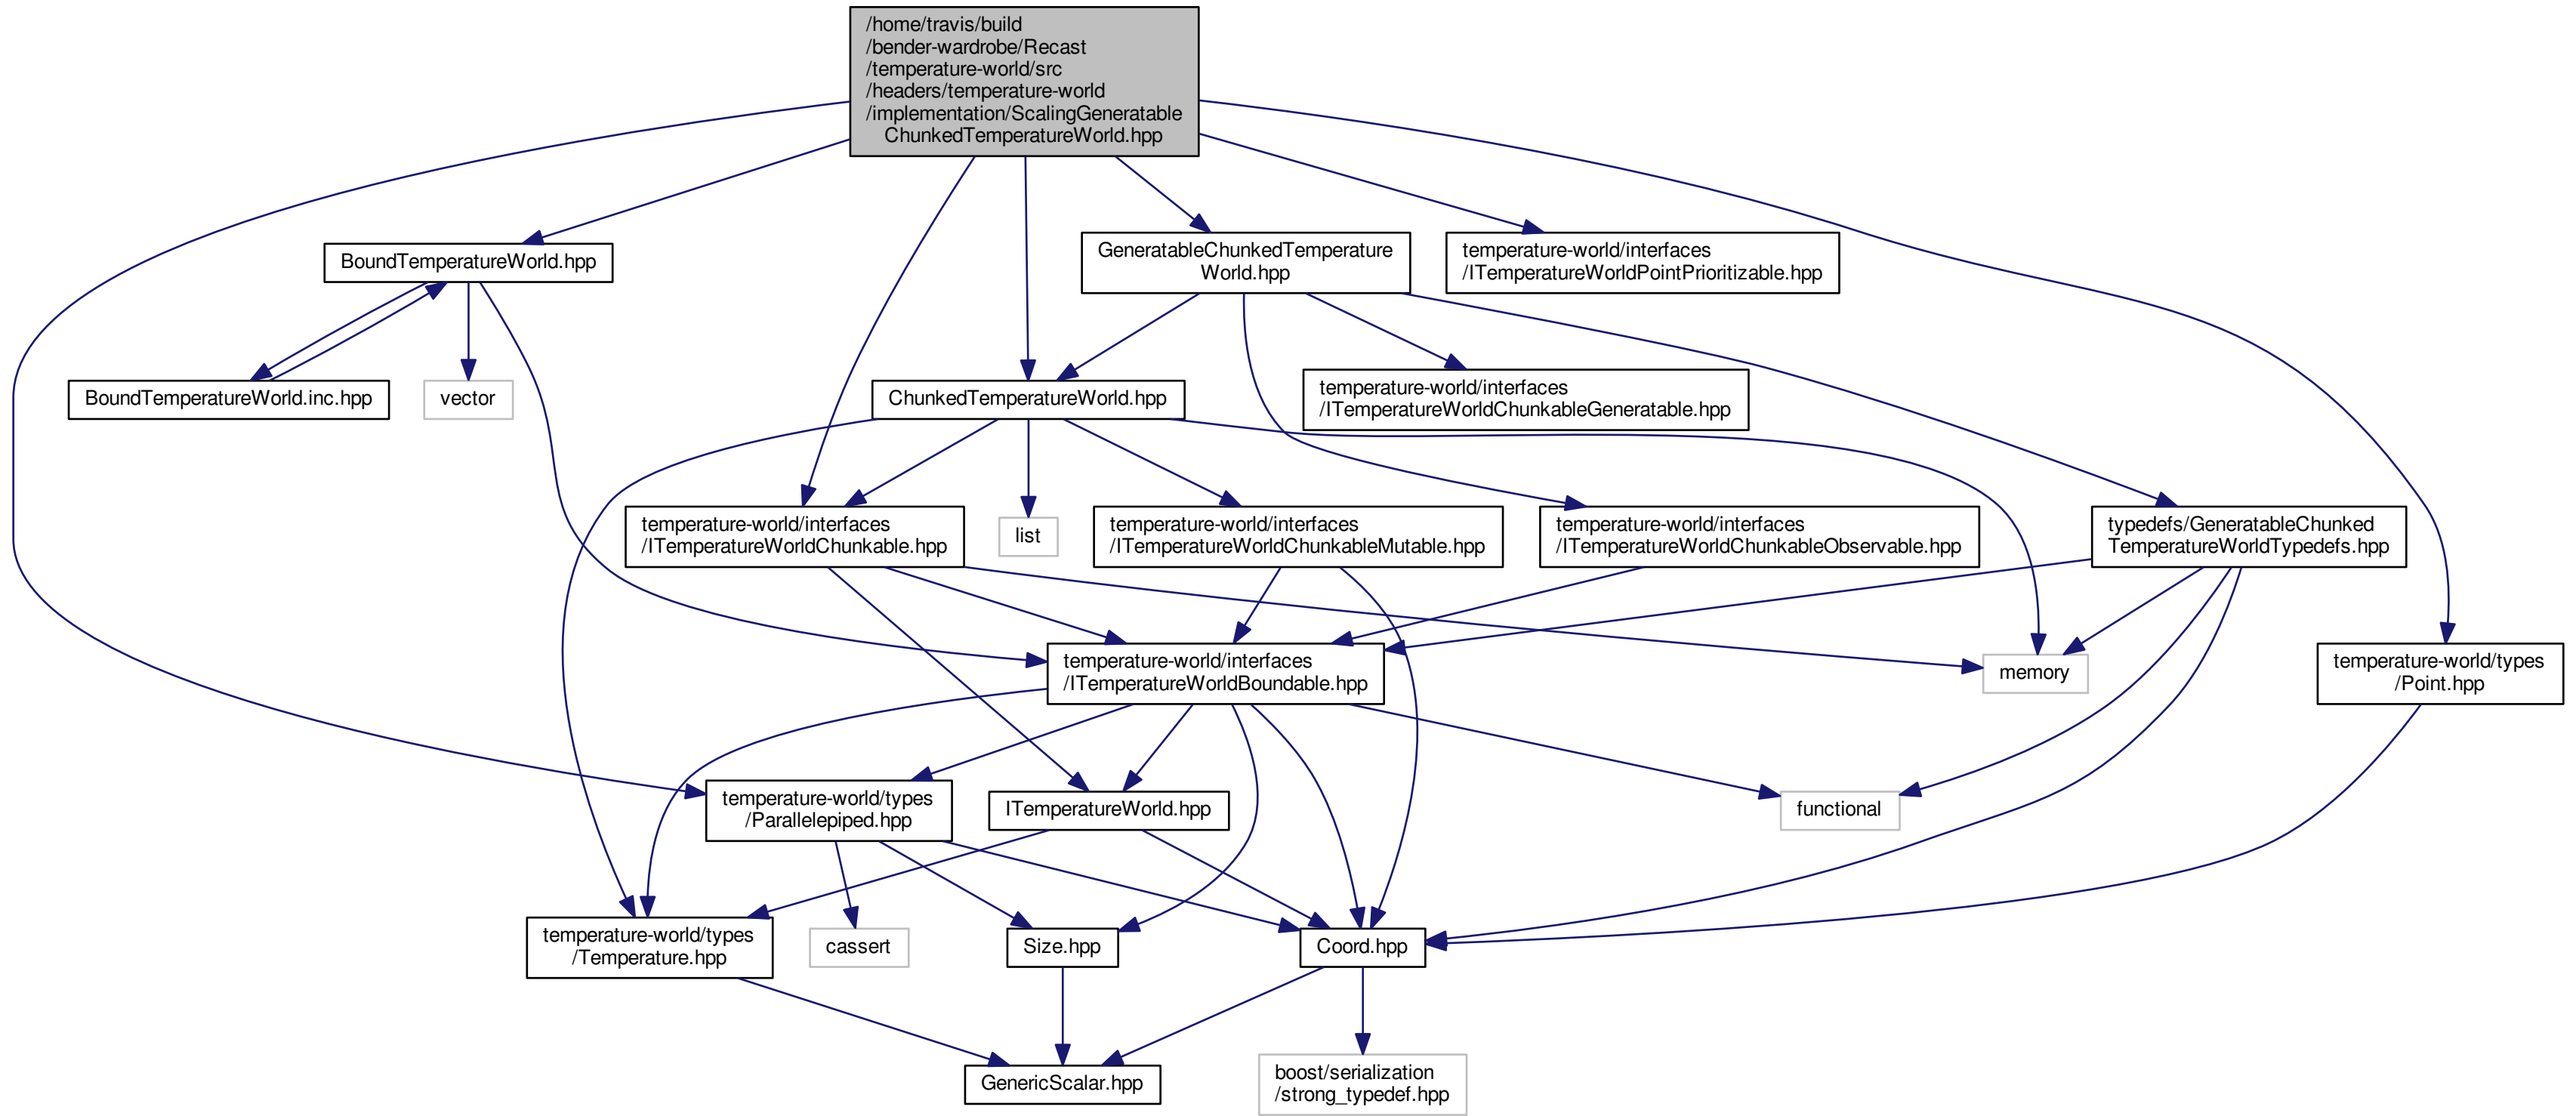 /home/travis/build
/bender-wardrobe/Recast
/temperature-world/src
/headers/temperature-world
/implementation/ScalingGeneratable
ChunkedTemperatureWorld.hpp
BoundTemperatureWorld.hpp
GeneratableChunkedTemperature
World.hpp
temperature-world/interfaces
/ITemperatureWorldPointPrioritizable.hpp
BoundTemperatureWorld.inc.hpp
vector
ChunkedTemperatureWorld.hpp
temperature-world/interfaces
/ITemperatureWorldChunkableGeneratable.hpp
temperature-world/interfaces
/ITemperatureWorldChunkable.hpp
list
temperature-world/interfaces
/ITemperatureWorldChunkableMutable.hpp
temperature-world/interfaces
/ITemperatureWorldChunkableObservable.hpp
typedefs/GeneratableChunked
TemperatureWorldTypedefs.hpp
temperature-world/interfaces
/ITemperatureWorldBoundable.hpp
memory
temperature-world/types
/Point.hpp
temperature-world/types
/Parallelepiped.hpp
ITemperatureWorld.hpp
functional
temperature-world/types
/Temperature.hpp
cassert
Size.hpp
Coord.hpp
GenericScalar.hpp
boost/serialization
/strong_typedef.hpp